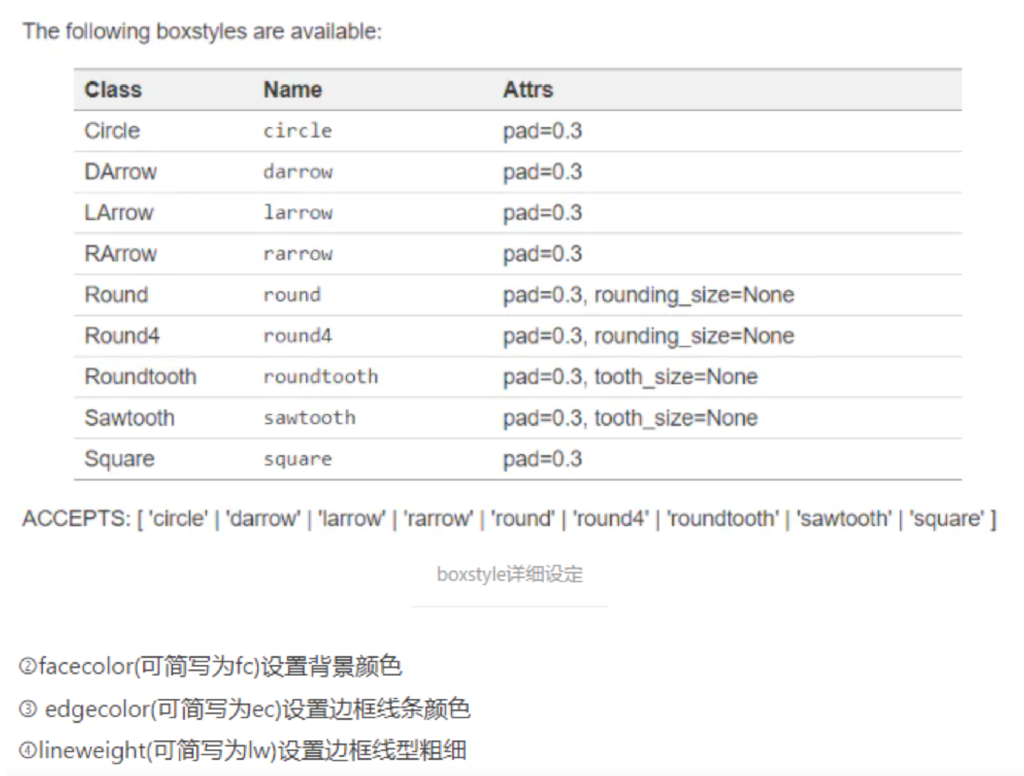 The following boxstyles are available:
Class Name Attrs
Circle circle pad=0.3
DArrow darrow pad=0.3
LArrow larrow pad=0.3
RArrow rarrow pad=0.3
Round round pad=0.3, rounding_size=None
Round4 round4 pad=0.3, rounding_size=None
Roundtooth roundtooth pad=0.3, tooth_size=None
Sawtooth sawtooth pad=0.3, tooth_size=None
Square square pad=0.3
ACCEPTS: [ 'circle' | 'darrow' | 'larrow' | 'rarrow' | 'round' | 'round4' | 'roundtooth' | 'sawtooth' | 'square' ]
boxstyle详细设定
②facecolor(可简写为fc)设置背景颜色
③ edgecolor(可简写为ec)设置边框线条颜色
④lineweight(可简写为lw)设置边框线型粗细